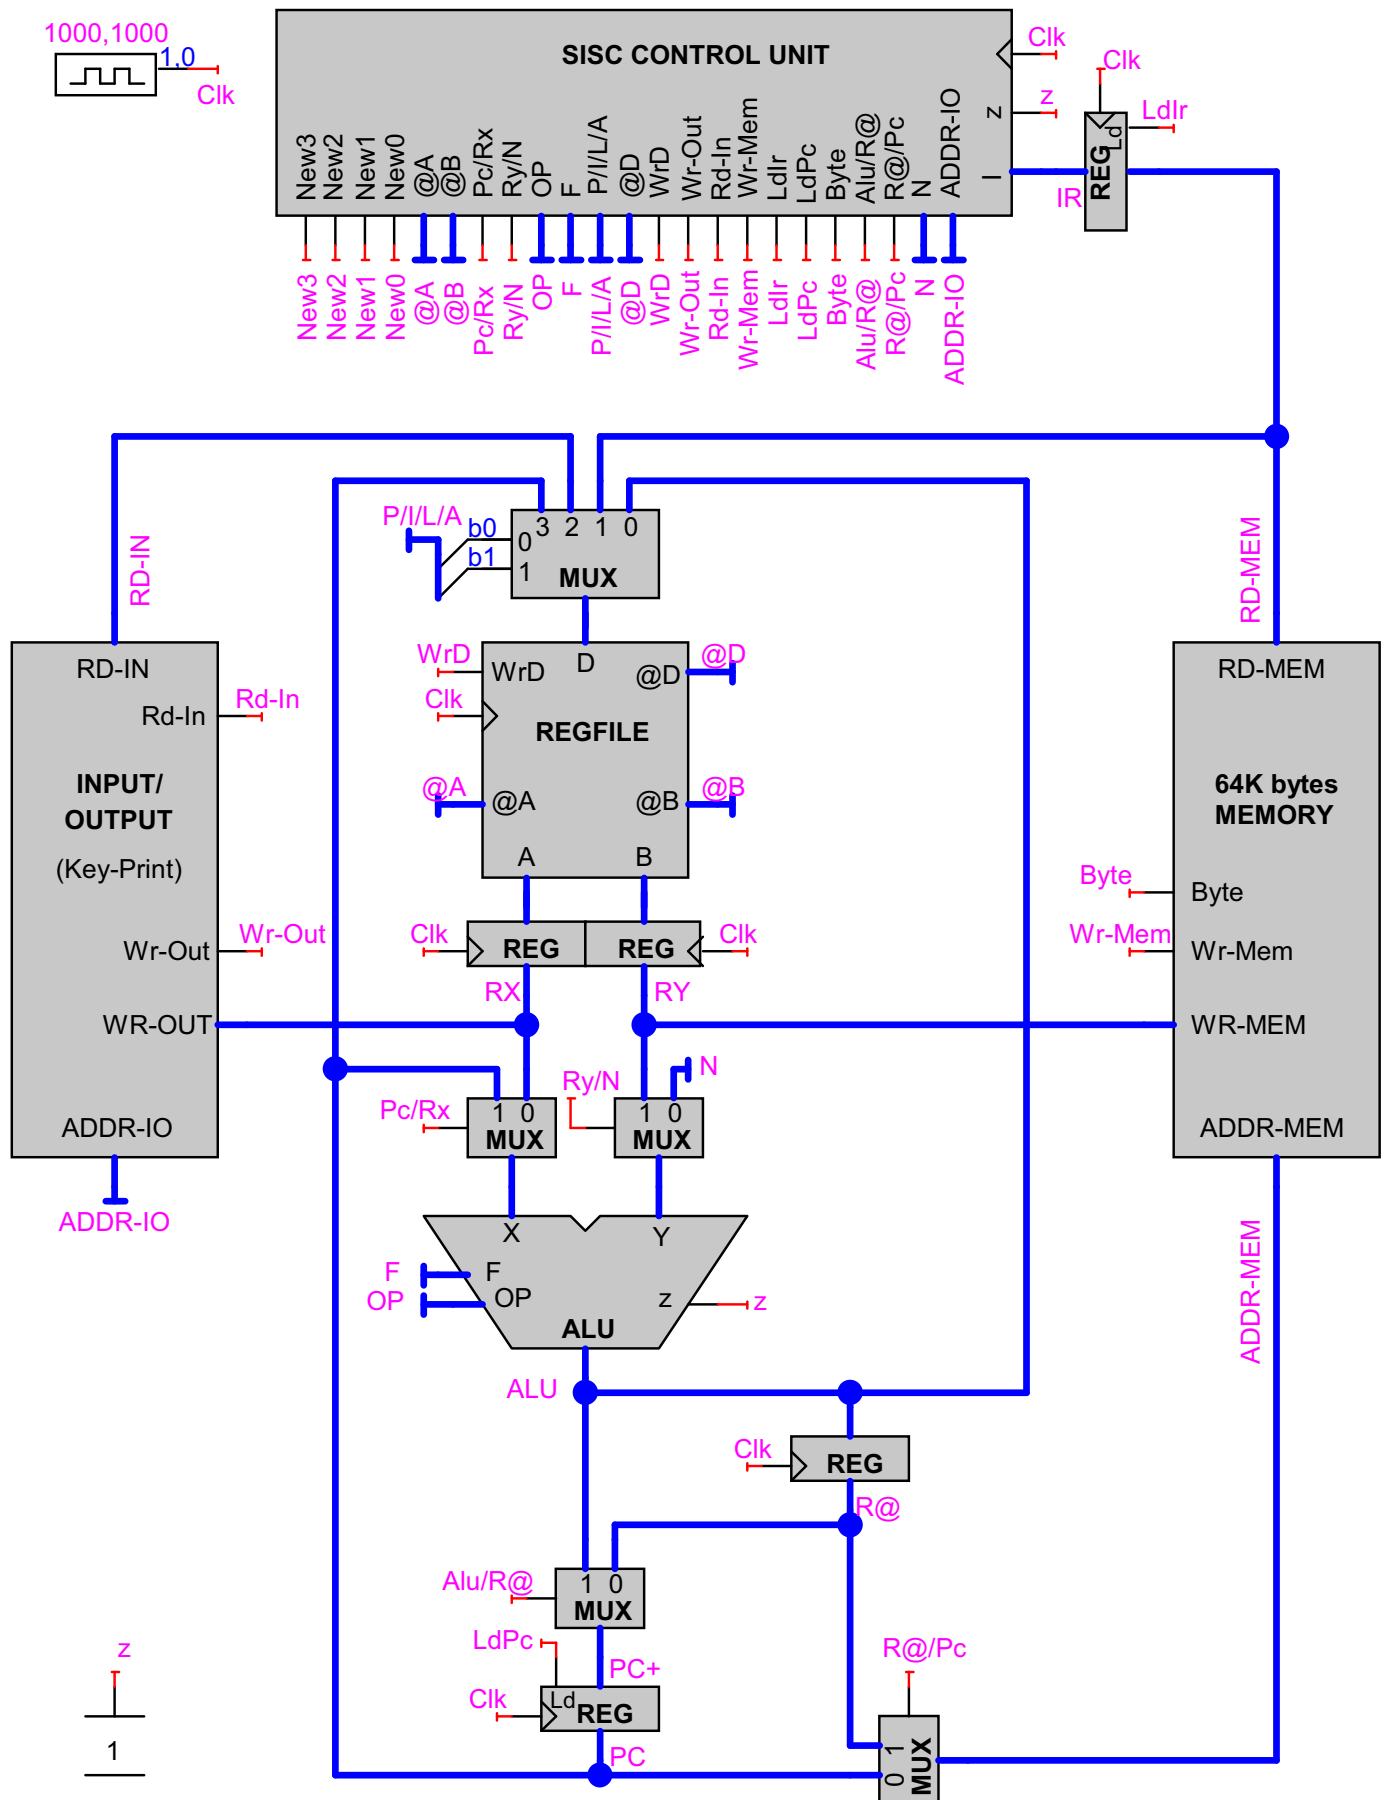 1000,1000
1,0
Clk
SISC CONTROL UNIT
Clk
z
z
I
New3 New2 New1 New0 @A @B Pc/Rx Ry/N OP F P/I/L/A @D WrD Wr-Out Rd-In Wr-Mem LdIr LdPc Byte Alu/R@ R@/Pc N ADDR-IO
New3 New2 New1 New0 @A @B Pc/Rx Ry/N OP F P/I/L/A @D WrD Wr-Out Rd-In Wr-Mem LdIr LdPc Byte Alu/R@ R@/Pc N ADDR-IO
Clk
LdIr
Ld
REG
IR
P/I/L/A
b0
b1
3 2 1 0
0
1
MUX
RD-IN
RD-MEM
RD-IN
Rd-In
Rd-In
INPUT/
OUTPUT
(Key-Print)
Wr-Out
Wr-Out
WR-OUT
ADDR-IO
ADDR-IO
WrD
WrD
D
@D
@D
Clk
REGFILE
@A
@A
@B
@B
A
B
Clk
REG
REG
Clk
RX
RY
RD-MEM
64K bytes
MEMORY
Byte
Byte
Wr-Mem
Wr-Mem
WR-MEM
ADDR-MEM
ADDR-MEM
Pc/Rx
1 0
MUX
Ry/N
N
1 0
MUX
X
Y
F
F
OP
OP
z
z
ALU
ALU
Clk
REG
R@
Alu/R@
1 0
MUX
LdPc
PC+
Clk
Ld
REG
PC
R@/Pc
1
0
MUX
z
1